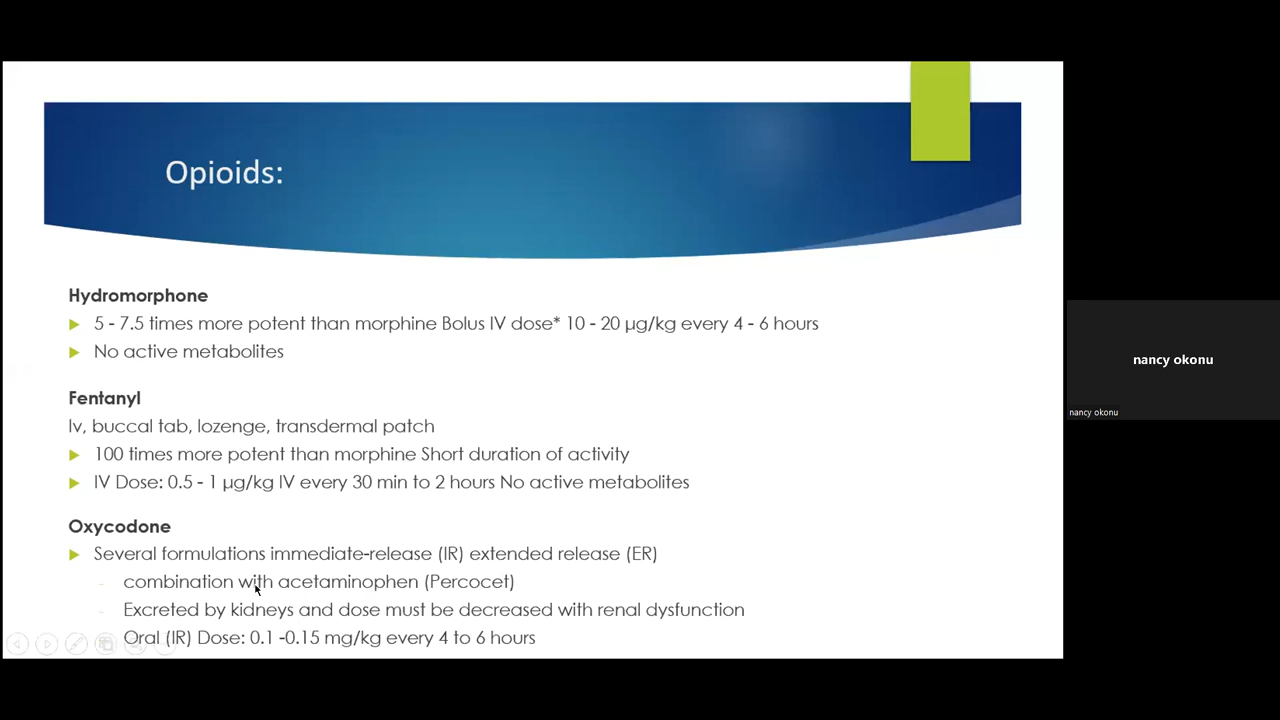 Opioids:
Hydromorphone
5 - 7.5 times more potent than morphine Bolus IV dose* 10 - 20 µg/kg every 4 - 6 hours
No active metabolites
Fentanyl
Iv, buccal tab, lozenge, transdermal patch
100 times more potent than morphine Short duration of activity
IV Dose: 0.5 - 1 µg/kg IV every 30 min to 2 hours No active metabolites
Oxycodone
Several formulations immediate-release (IR) extended release (ER)
- combination with acetaminophen (Percocet)
- Excreted by kidneys and dose must be decreased with renal dysfunction
Oral (IR) Dose: 0.1 -0.15 mg/kg every 4 to 6 hours
nancy okonu
nancy okonu